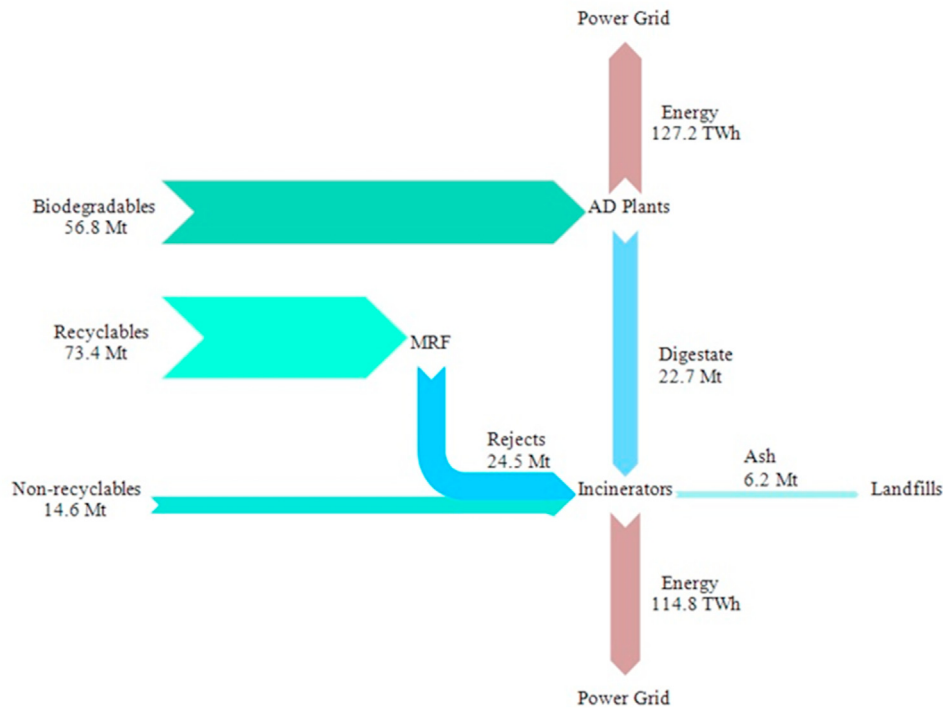 Power Grid
Energy
127.2 TWh
Biodegradables
56.8 Mt
AD Plants
Recyclables
73.4 Mt
MRF
Digestate
22.7 Mt
Rejects
24.5 Mt
Non-recyclables
14.6 Mt
Incinerators
Ash
6.2 Mt
Landfills
Energy
114.8 TWh
Power Grid